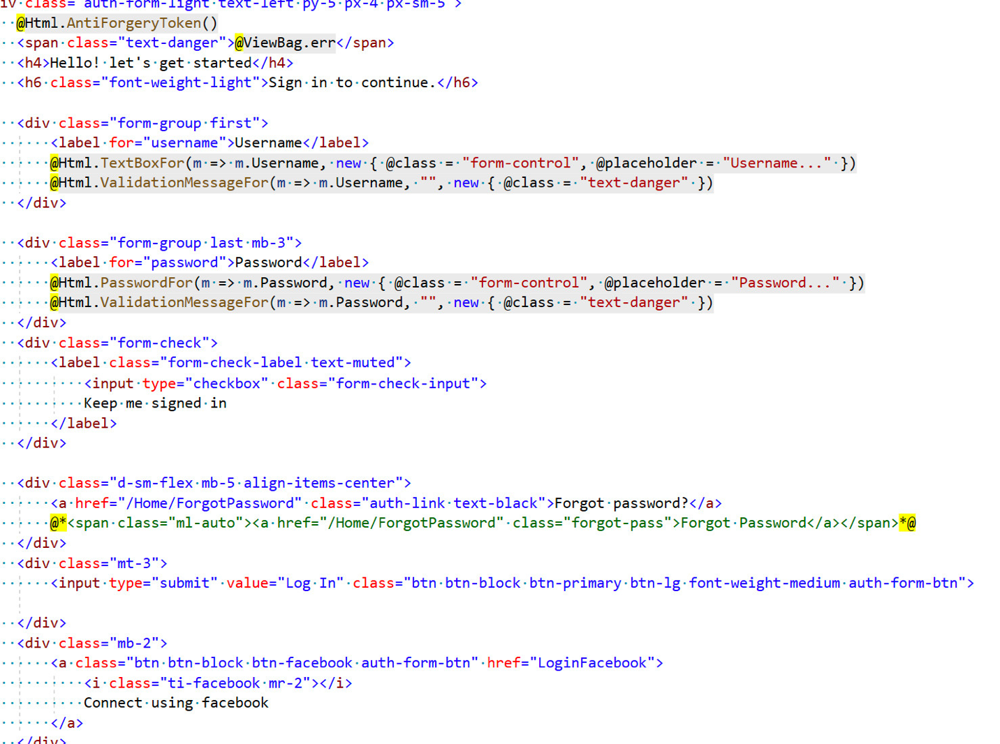 iv class="auth-form-light text-left py-5 px-4 px-sm-5">
@Html.AntiForgeryToken()
<span class="text-danger">@ViewBag.err</span>
<h4>Hello! let's get started</h4>
<h6 class="font-weight-light">Sign in to continue.</h6>
<div class="form-group first">
<label for="username">Username</label>
@Html.TextBoxFor(m => m.Username, new { @class = "form-control", @placeholder = "Username..." })
@Html.ValidationMessageFor(m => m.Username, "", new { @class = "text-danger" })
</div>
<div class="form-group last mb-3">
<label for="password">Password</label>
@Html.PasswordFor(m => m.Password, new { @class = "form-control", @placeholder = "Password..." })
@Html.ValidationMessageFor(m => m.Password, "", new { @class = "text-danger" })
</div>
<div class="form-check">
<label class="form-check-label text-muted">
<input type="checkbox" class="form-check-input">
Keep me signed in
</label>
</div>
<div class="d-sm-flex mb-5 align-items-center">
<a href="/Home/ForgotPassword" class="auth-link text-black">Forgot password?</a>
@*<span class="ml-auto"><a href="/Home/ForgotPassword" class="forgot-pass">Forgot Password</a></span>*@
</div>
<div class="mt-3">
<input type="submit" value="Log In" class="btn btn-block btn-primary btn-lg font-weight-medium auth-form-btn">
</div>
<div class="mb-2">
<a class="btn btn-block btn-facebook auth-form-btn" href="LoginFacebook">
<i class="ti-facebook mr-2"></i>
Connect using facebook
</a>
</div>